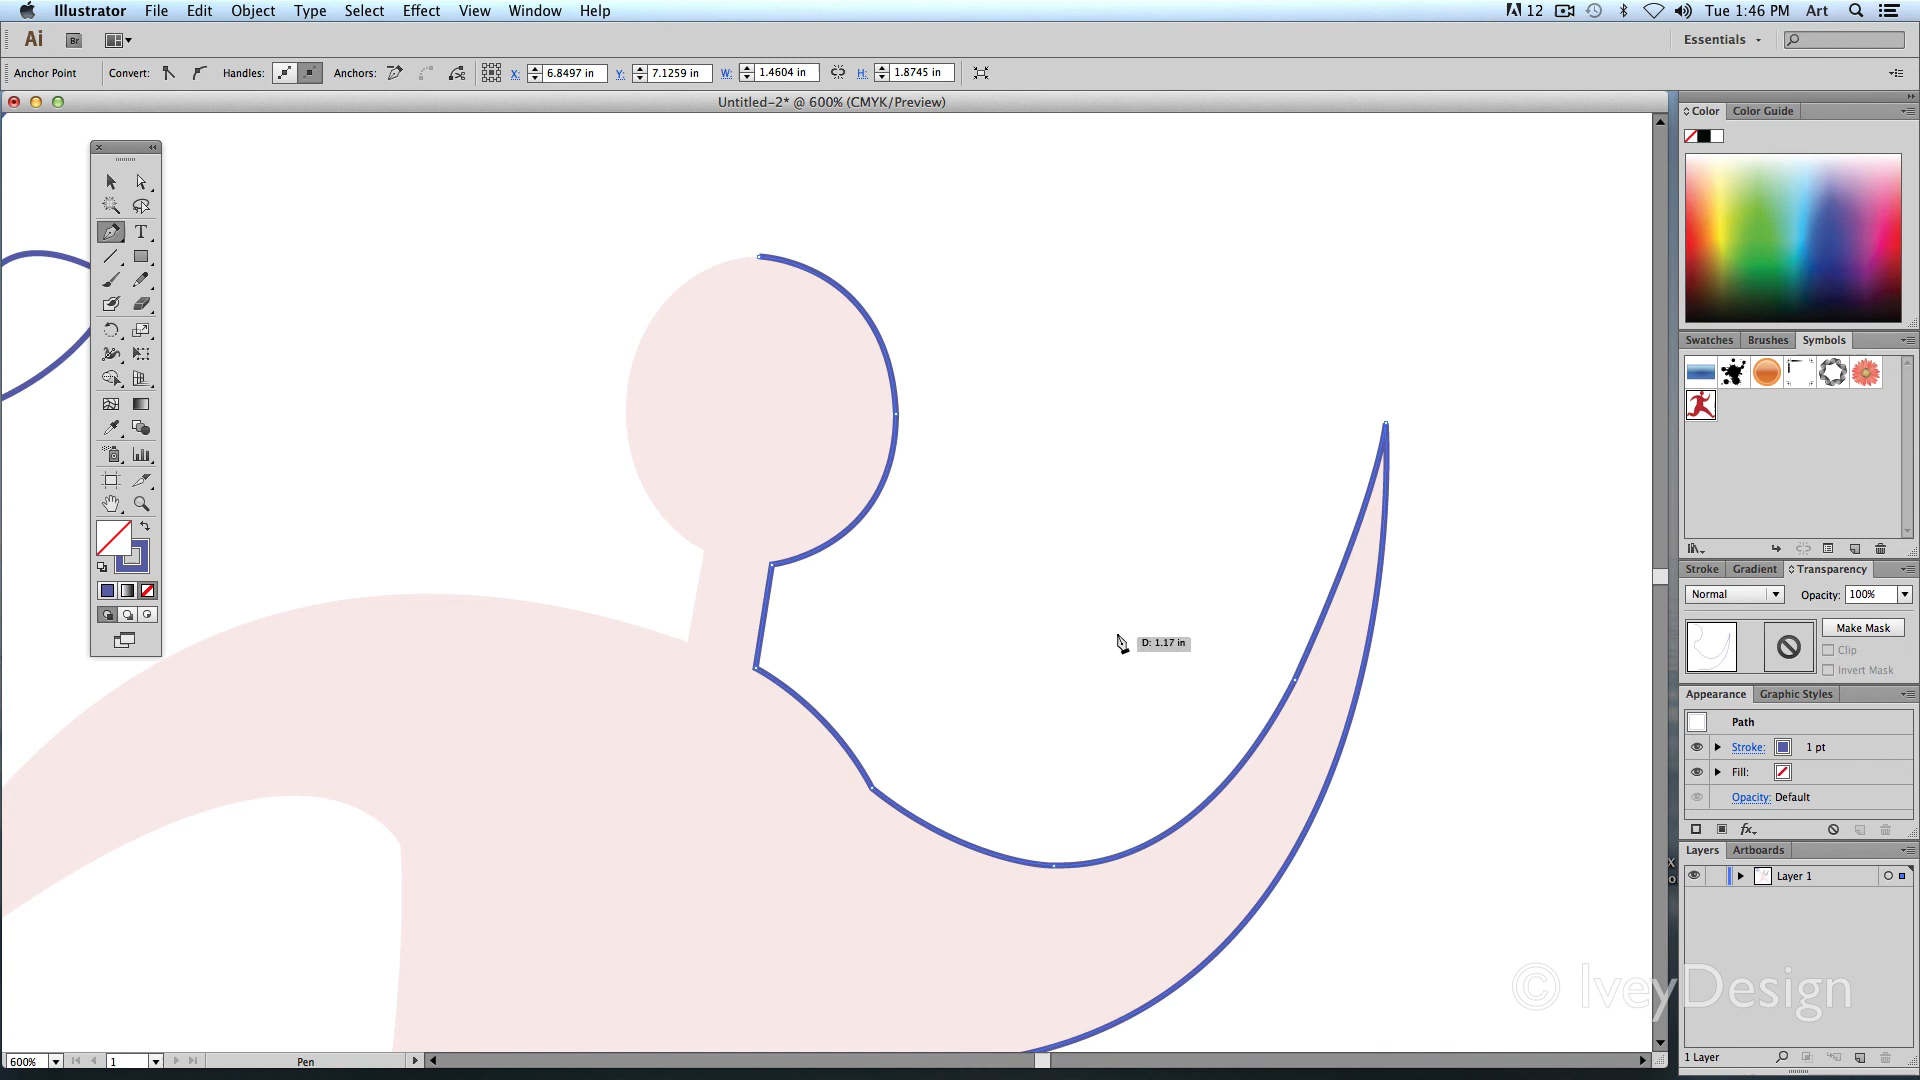 Illustrator File Edit Object Type Select Effect View Window Help
12 Tue 1:46 PM Art
Ai Br Essentials
Anchor Point Convert: Handles: Anchors: X: 6.8497 in Y: 7.1259 in W: 1.4604 in H: 1.8745 in
Untitled-2* @ 600% (CMYK/Preview)
Color Color Guide
T
Swatches Brushes Symbols
Stroke Gradient Transparency
Normal Opacity: 100%
Make Mask
Clip
Invert Mask
D: 1.17 in
Appearance Graphic Styles
Path
Stroke: 1 pt
Fill:
Opacity: Default
fx
Layers Artboards
Layer 1
© IveyDesign
1 Layer
600% 1 Pen